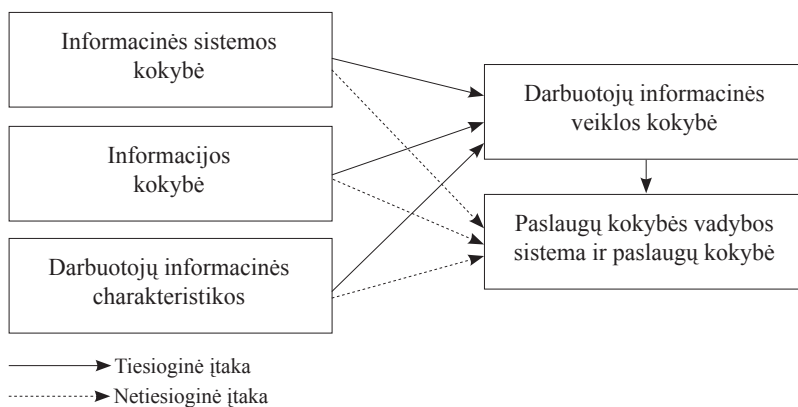 Informacinės sistemos
kokybė
Informacijos
kokybė
Darbuotojų informacinės
charakteristikos
Darbuotojų informacinės
veiklos kokybė
Paslaugų kokybės vadybos
sistema ir paslaugų kokybė
Tiesioginė įtaka
Netiesioginė įtaka